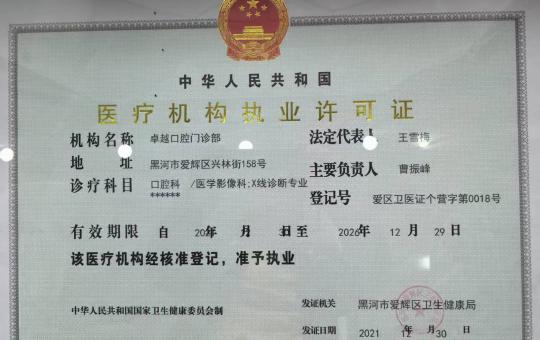 中华人民共和国
医疗机构执业许可证
机构名称 卓越口腔门诊部 法定代表人 王雪梅
地 址 黑河市爱辉区兴林街158号 主要负责人 曹振峰
诊疗科目 口腔科 /医学影像科;X线诊断专业
****** 登记号 爱区卫医证个营字第0018号
有效期限 自 年 月 日至 2026年 12 月 29日
该医疗机构经核准登记，准予执业
中华人民共和国国家卫生健康委员会制 发证机关 黑河市爱辉区卫生健康局
发证日期 2021 年 12 月 30 日